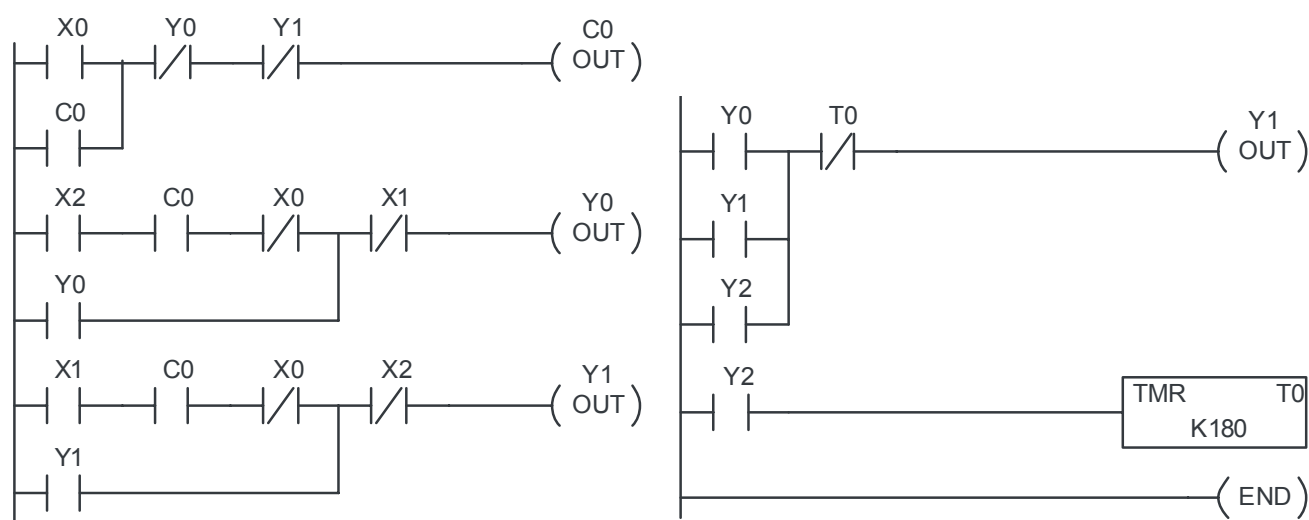 X0 Y0 Y1 C0
OUT
C0
X2 C0 X0 X1 Y0
OUT
Y0
X1 C0 X0 X2 Y1
OUT
Y1
Y0 T0 Y1
OUT
Y1
Y2
Y2
TMR T0
K180
END